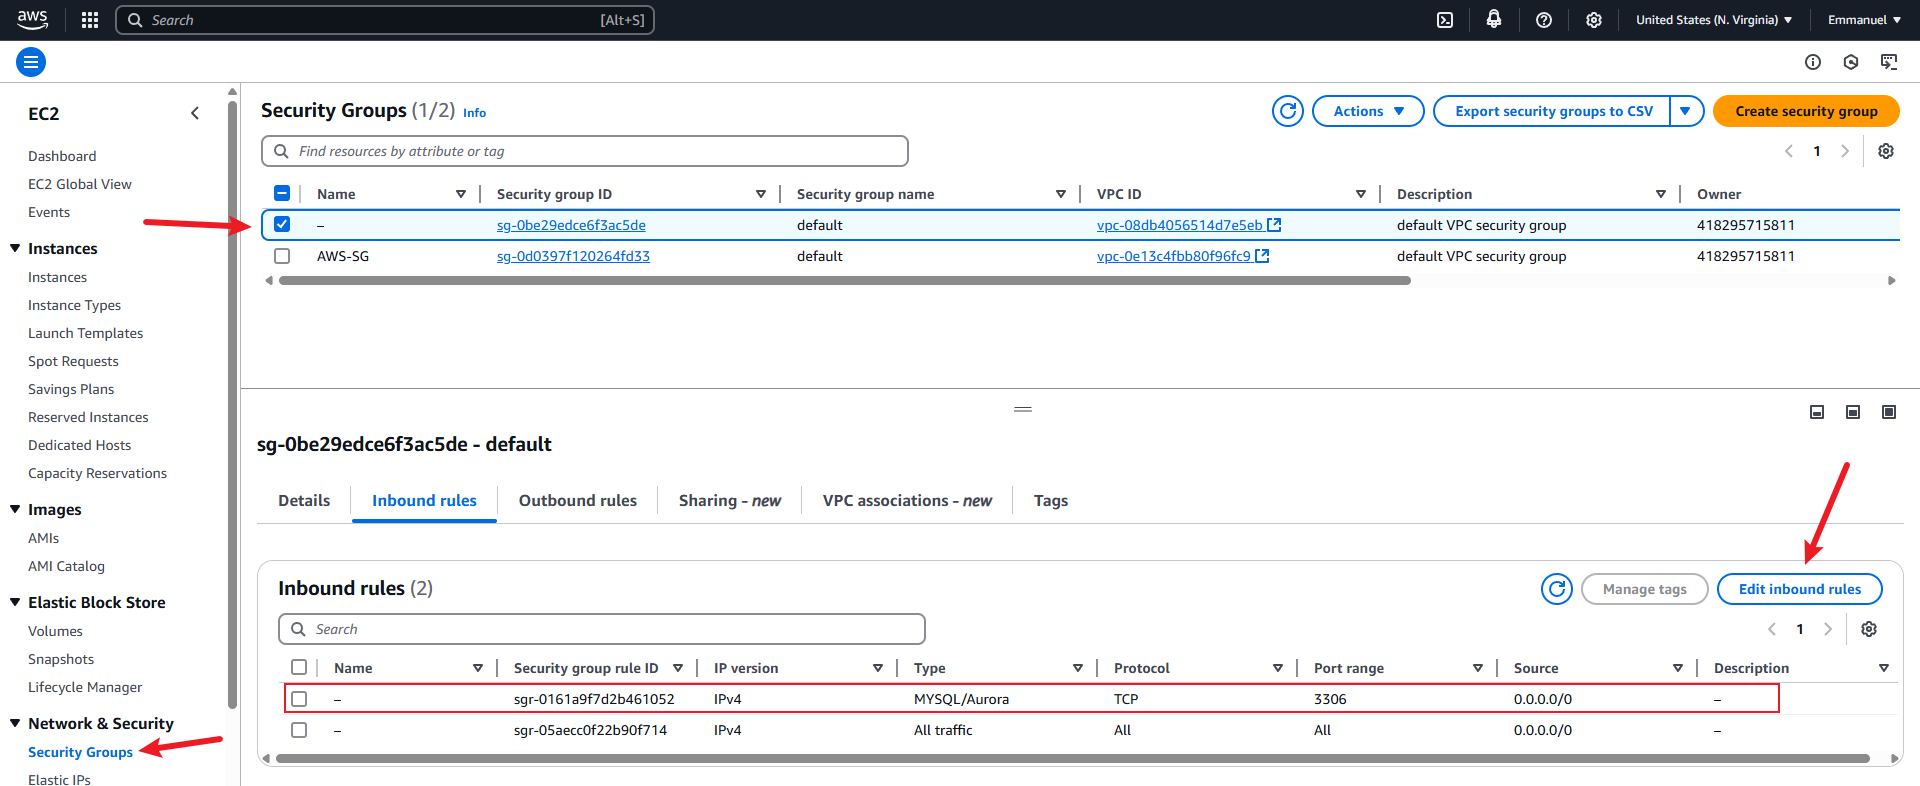 aws
Search [Alt+S]
United States (N. Virginia) Emmanuel
EC2
Dashboard
EC2 Global View
Events
Instances
Instances
Instance Types
Launch Templates
Spot Requests
Savings Plans
Reserved Instances
Dedicated Hosts
Capacity Reservations
Images
AMIs
AMI Catalog
Elastic Block Store
Volumes
Snapshots
Lifecycle Manager
Network & Security
Security Groups
Elastic IPs
Security Groups (1/2) Info
Actions Export security groups to CSV Create security group
Find resources by attribute or tag
1
Name Security group ID Security group name VPC ID Description Owner
– sg-0be29edce6f3ac5de default vpc-08db4056514d7e5eb default VPC security group 418295715811
AWS-SG sg-0d0397f120264fd33 default vpc-0e13c4fbb80f96fc9 default VPC security group 418295715811
sg-0be29edce6f3ac5de - default
Details Inbound rules Outbound rules Sharing - new VPC associations - new Tags
Inbound rules (2)
Manage tags Edit inbound rules
Search
1
Name Security group rule ID IP version Type Protocol Port range Source Description
– sgr-0161a9f7d2b461052 IPv4 MYSQL/Aurora TCP 3306 0.0.0.0/0 –
– sgr-05aecc0f22b90f714 IPv4 All traffic All All 0.0.0.0/0 –